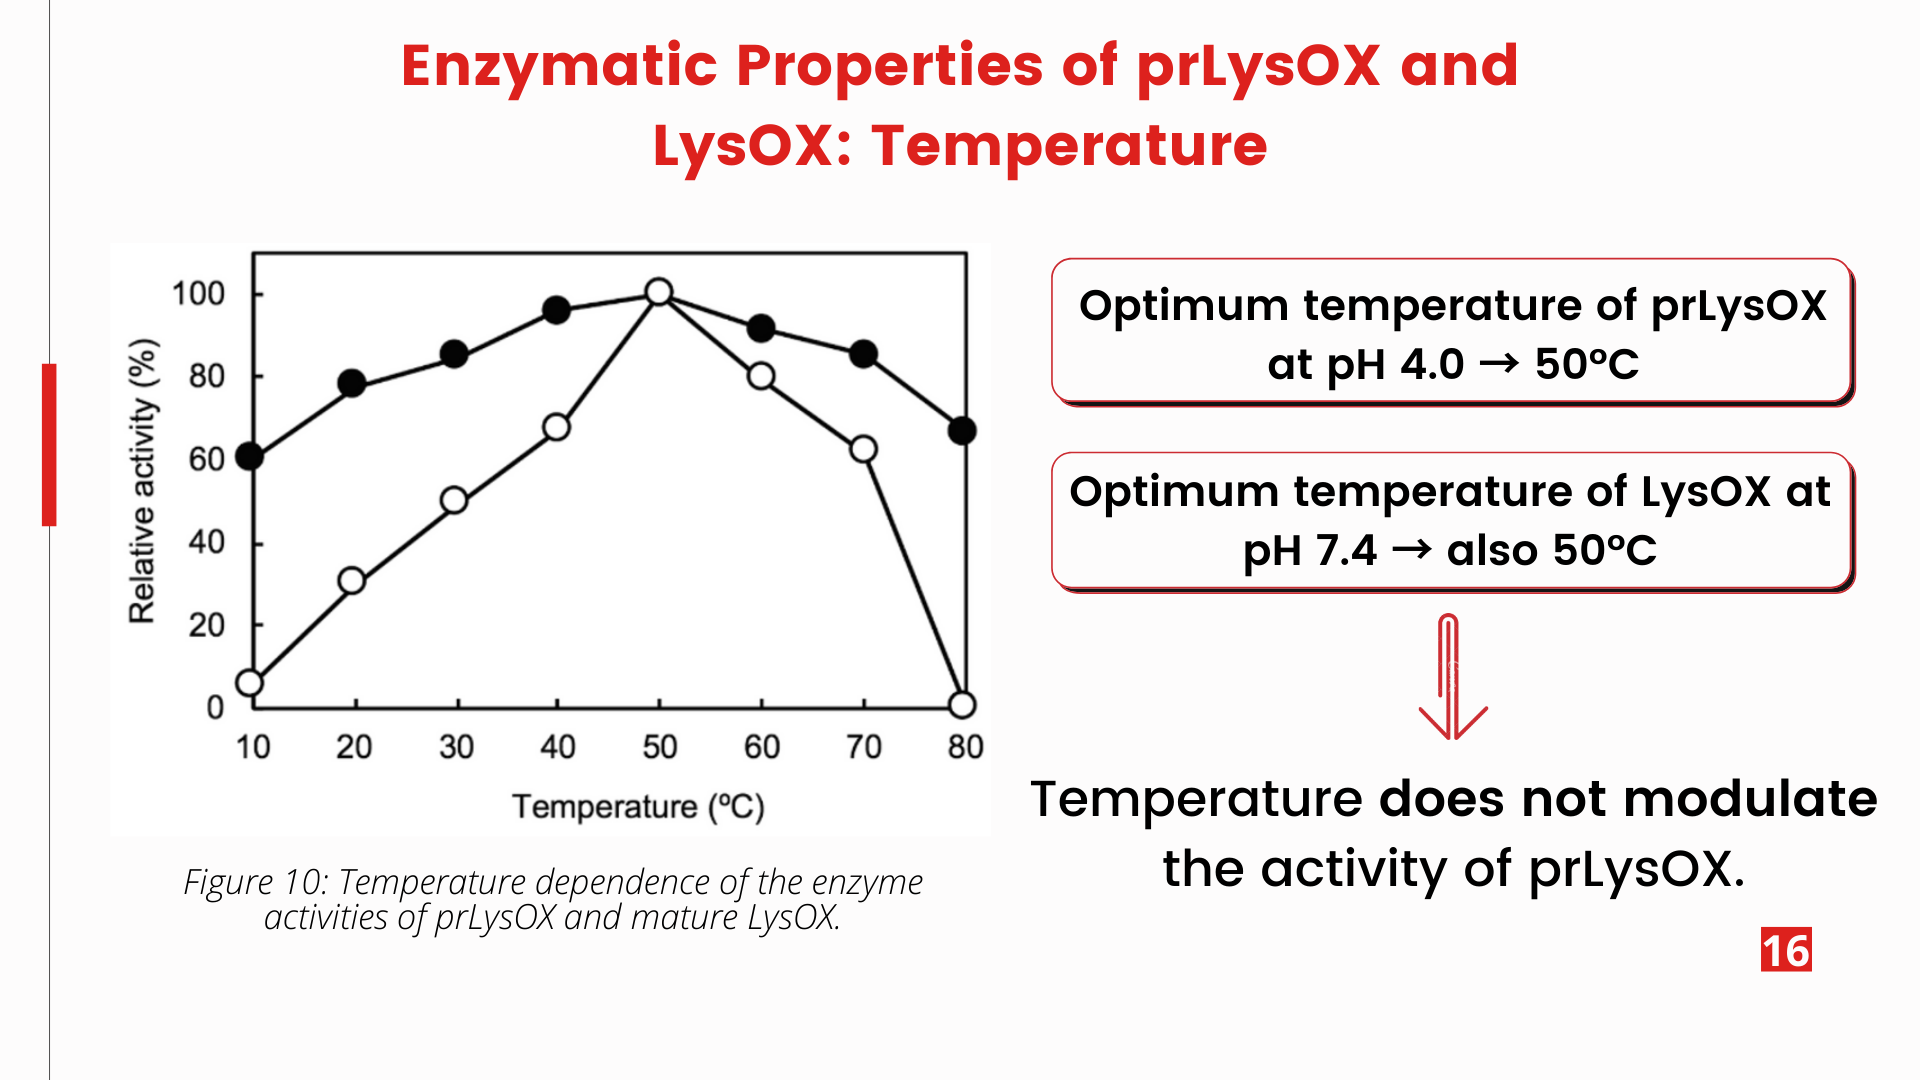 Enzymatic Properties of prLysOX and
LysOX: Temperature
Relative activity (%)
100
80
60
40
20
0
10 20 30 40 50 60 70 80
Temperature (ºC)
Figure 10: Temperature dependence of the enzyme
activities of prLysOX and mature LysOX.
Optimum temperature of prLysOX
at pH 4.0 → 50°C
Optimum temperature of LysOX at
pH 7.4 → also 50°C
Temperature does not modulate
the activity of prLysOX.
16